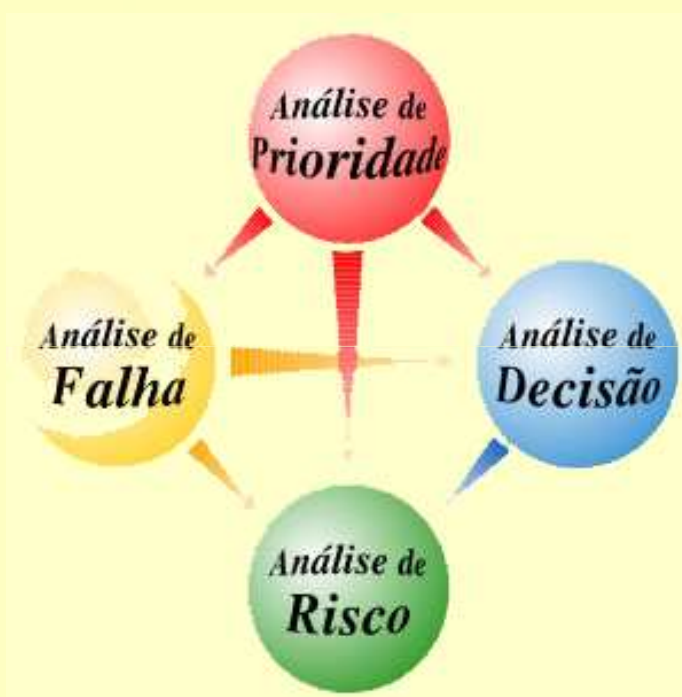 Análise de
Prioridade
Análise de
Falha
Análise de
Decisão
Análise de
Risco